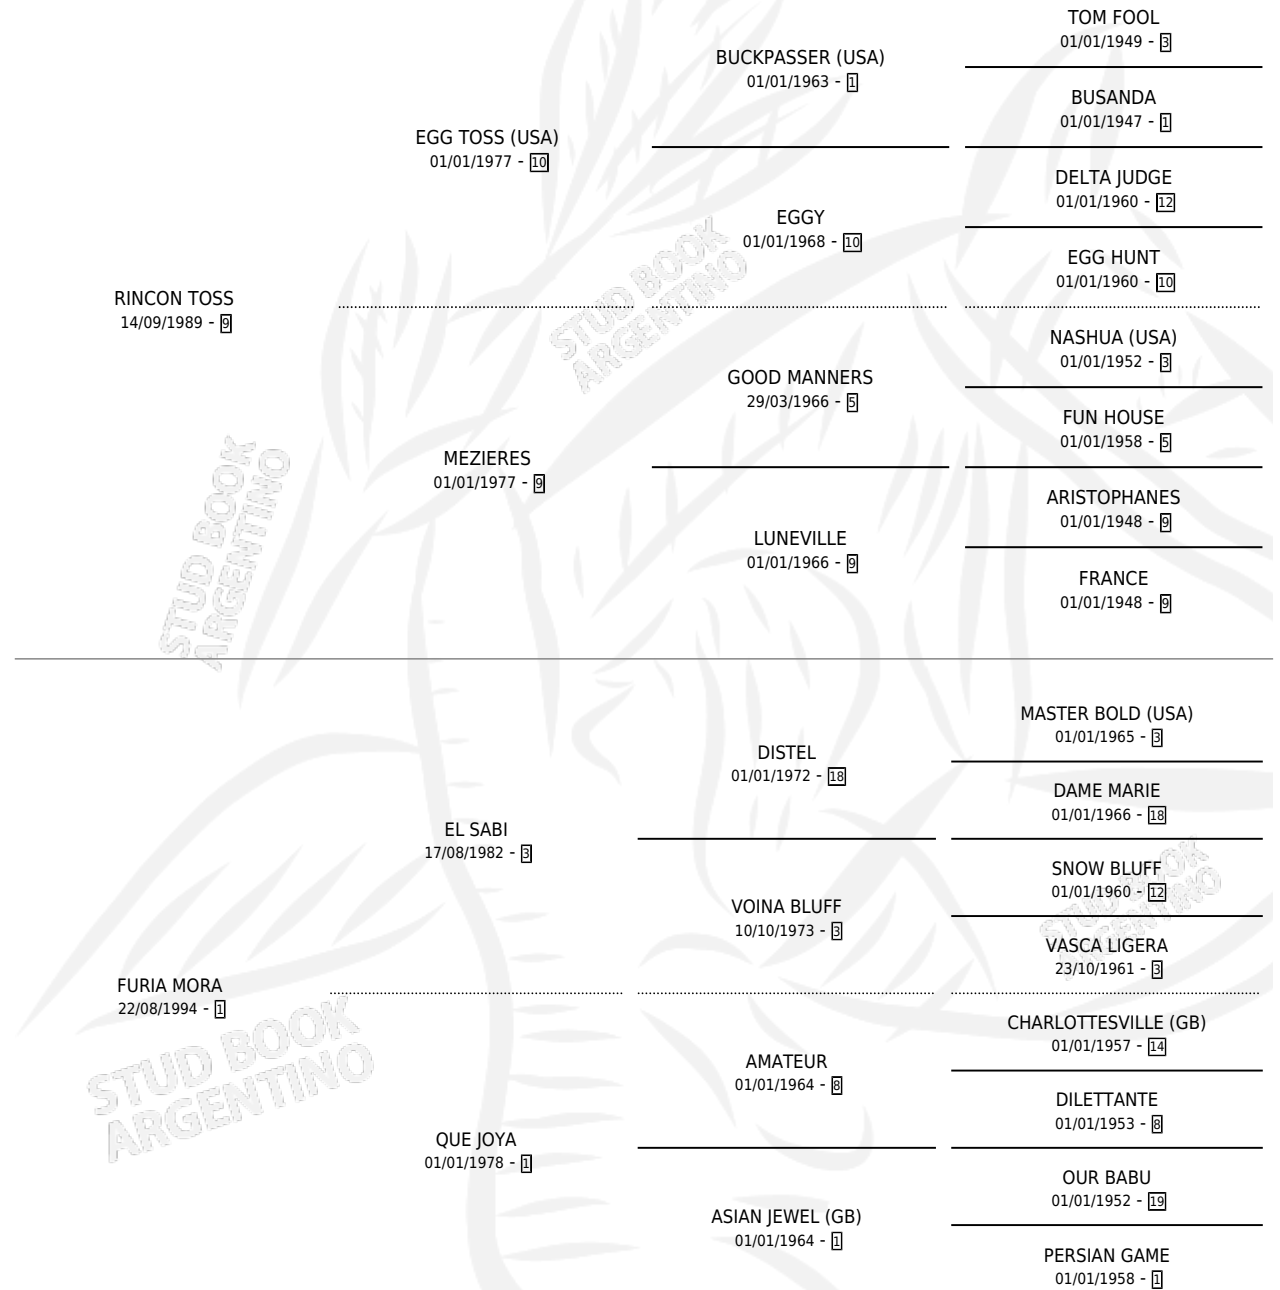 TOM FOOL
01/01/1949 - 3
BUCKPASSER (USA)
01/01/1963 - 1
BUSANDA
01/01/1947 - 1
EGG TOSS (USA)
01/01/1977 - 10
DELTA JUDGE
01/01/1960 - 12
EGGY
01/01/1968 - 10
EGG HUNT
01/01/1960 - 10
RINCON TOSS
14/09/1989 - 9
NASHUA (USA)
01/01/1952 - 3
GOOD MANNERS
29/03/1966 - 5
FUN HOUSE
01/01/1958 - 5
MEZIERES
01/01/1977 - 9
ARISTOPHANES
01/01/1948 - 9
LUNEVILLE
01/01/1966 - 9
FRANCE
01/01/1948 - 9
STUD BOOK
ARGENTINO
STUD BOOK
ARGENTINO
MASTER BOLD (USA)
01/01/1965 - 3
DISTEL
01/01/1972 - 18
DAME MARIE
01/01/1966 - 18
EL SABI
17/08/1982 - 3
SNOW BLUFF
01/01/1960 - 12
VOINA BLUFF
10/10/1973 - 3
VASCA LIGERA
23/10/1961 - 3
FURIA MORA
22/08/1994 - 1
CHARLOTTESVILLE (GB)
01/01/1957 - 14
AMATEUR
01/01/1964 - 8
DILETTANTE
01/01/1953 - 8
QUE JOYA
01/01/1978 - 1
OUR BABU
01/01/1952 - 19
ASIAN JEWEL (GB)
01/01/1964 - 1
PERSIAN GAME
01/01/1958 - 1
STUD BOOK
ARGENTINO
STUD BOOK
ARGENTINO